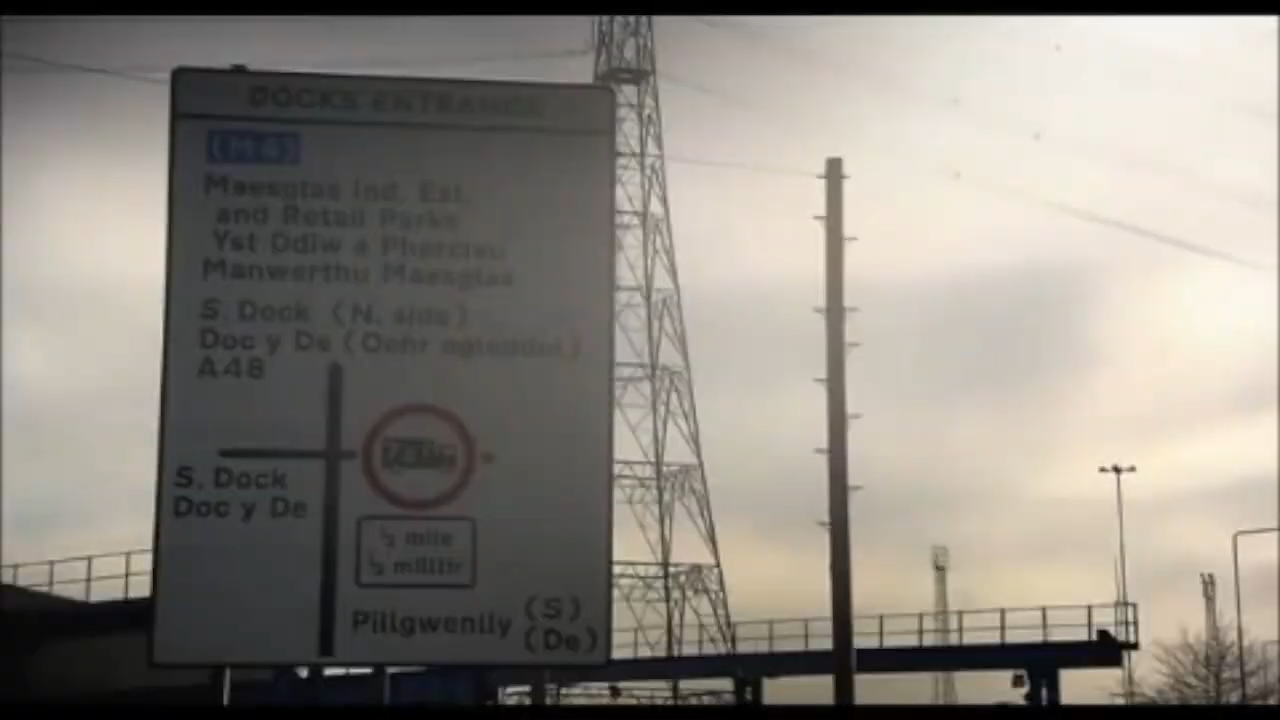 DOCKS ENTRANCE
(M4)
Maesglas Ind. Est.
and Retail Parks
Yst Ddiw a Pharciau
Manwerthu Maesglas
S. Dock (N. side)
Doc y De (Ochr ogleddol)
A48
S. Dock
Doc y De
½ mile
½ milltir
Pillgwenlly (S)
(De)